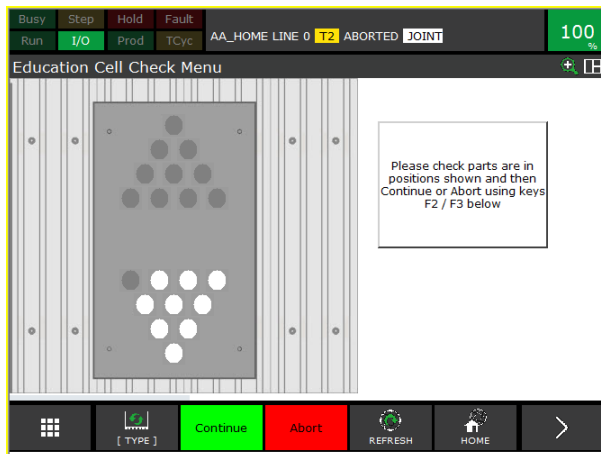 Busy Step Hold Fault
Run I/O Prod TCyc
AA_HOME LINE 0 T2 ABORTED JOINT
100
%
Education Cell Check Menu
Please check parts are in
positions shown and then
Continue or Abort using keys
F2 / F3 below
[ TYPE ]
Continue
Abort
REFRESH
HOME